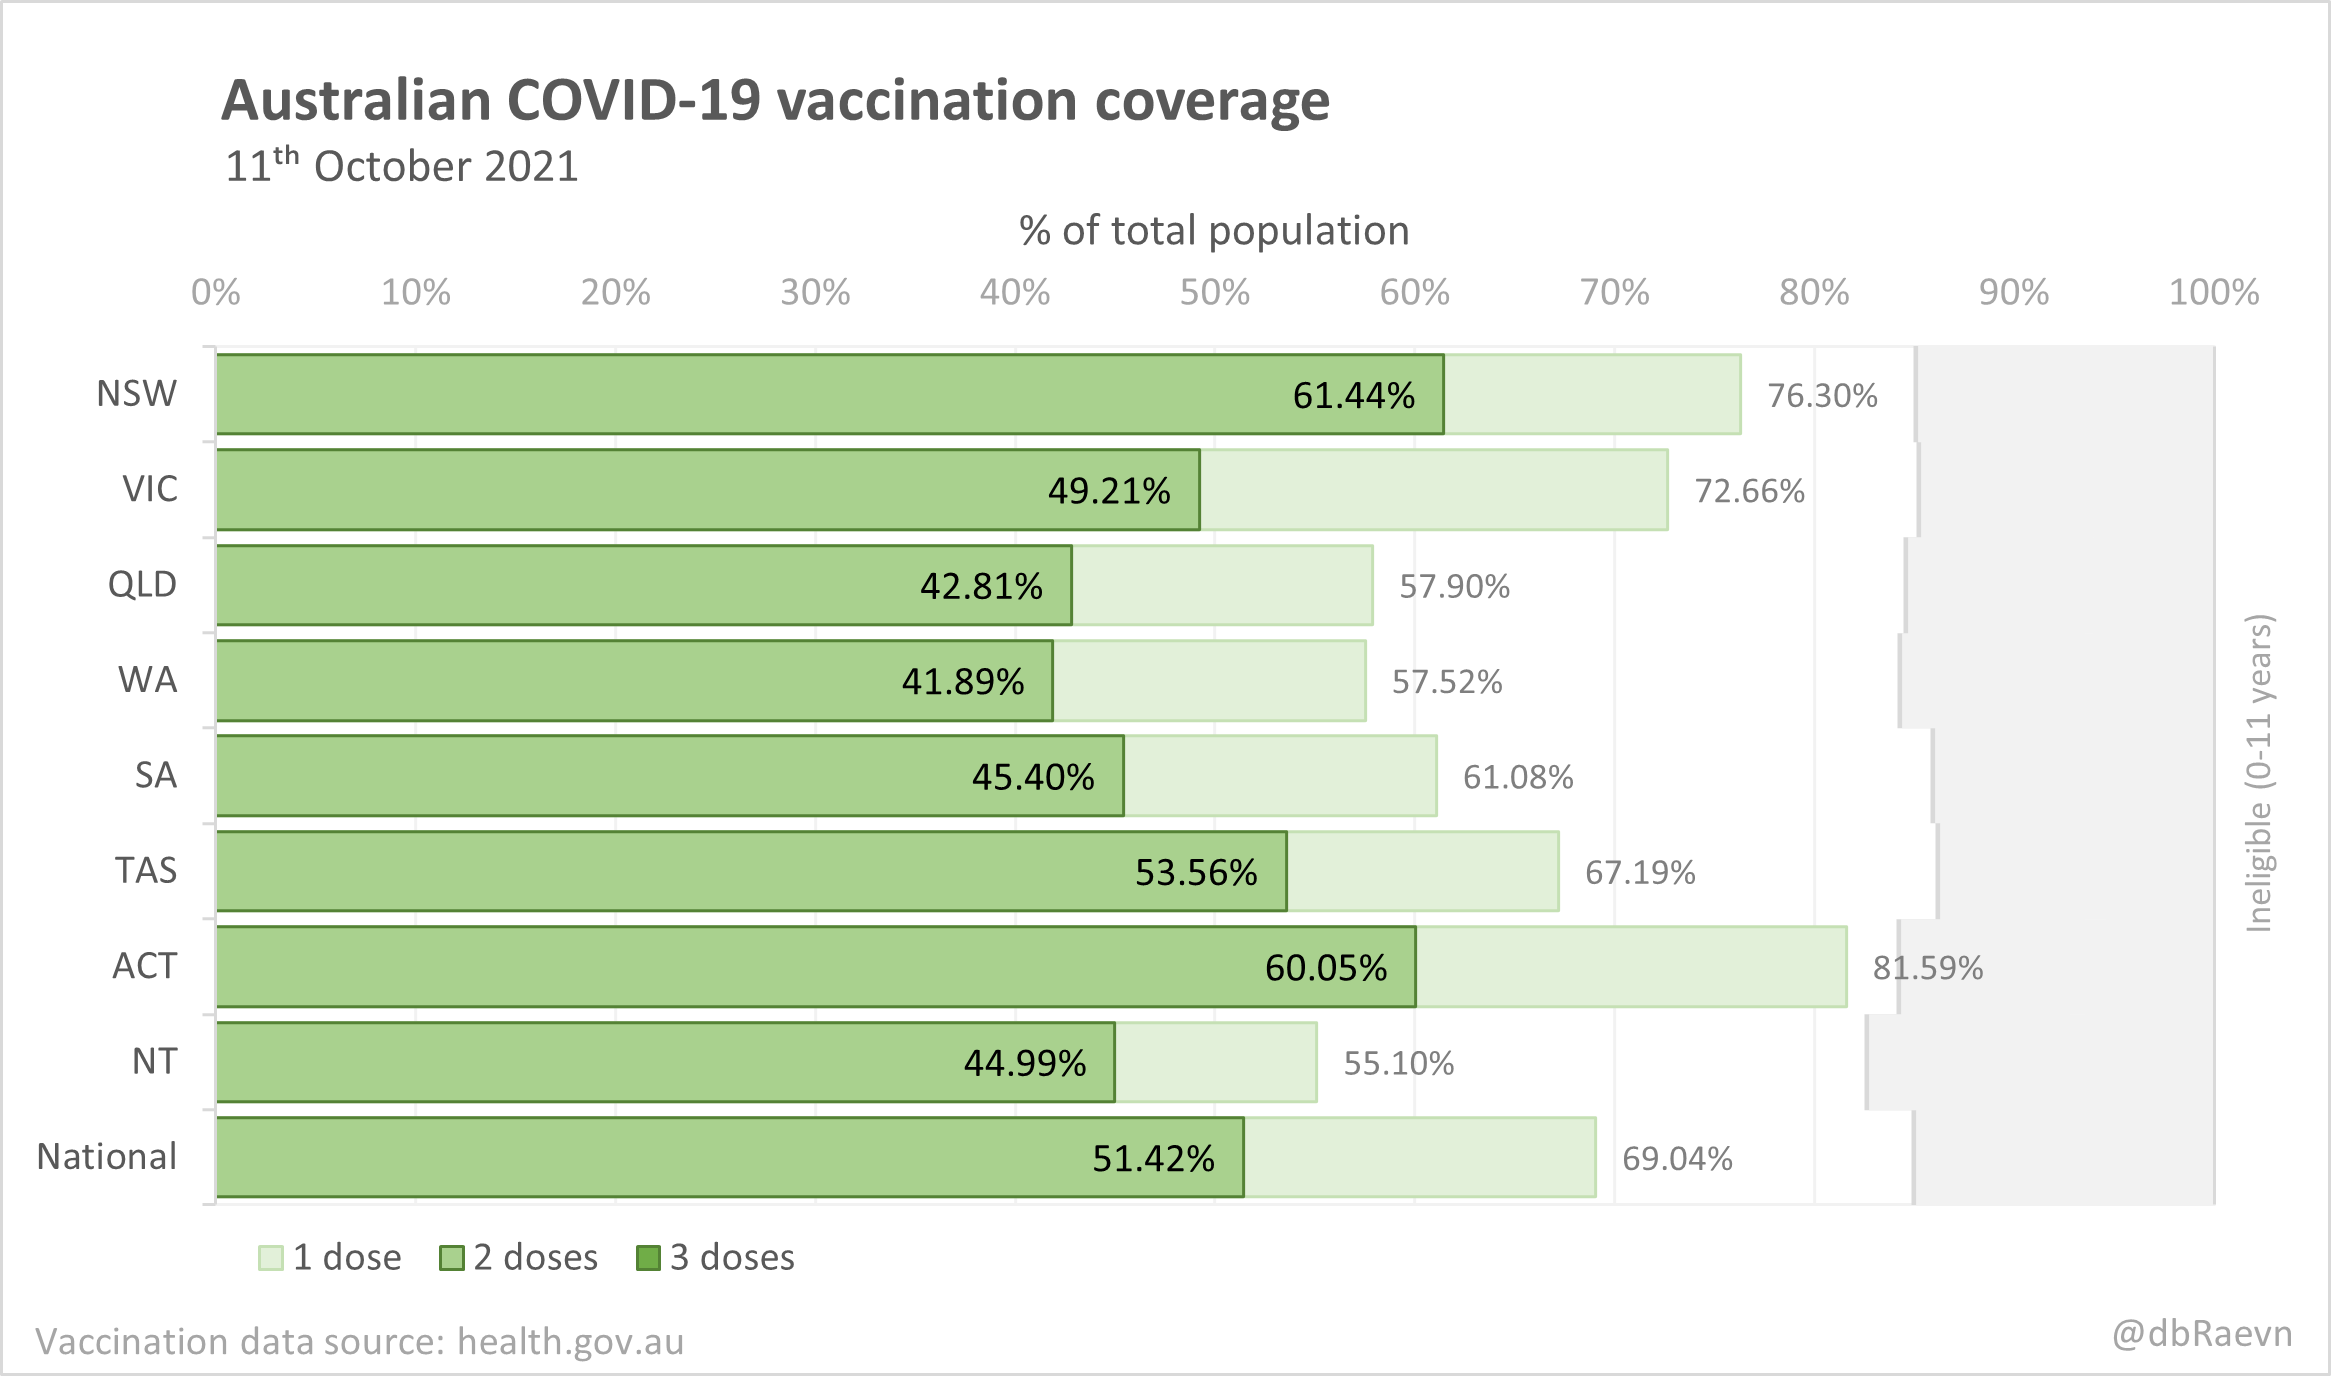 Australian COVID-19 vaccination coverage
11th October 2021
% of total population
0% 10% 20% 30% 40% 50% 60% 70% 80% 90% 100%
NSW 61.44% 76.30%
VIC 49.21% 72.66%
QLD 42.81% 57.90%
WA 41.89% 57.52%
SA 45.40% 61.08%
TAS 53.56% 67.19%
ACT 60.05% 81.59%
NT 44.99% 55.10%
National 51.42% 69.04%
Ineligible (0-11 years)
1 dose 2 doses 3 doses
Vaccination data source: health.gov.au
@dbRaevn